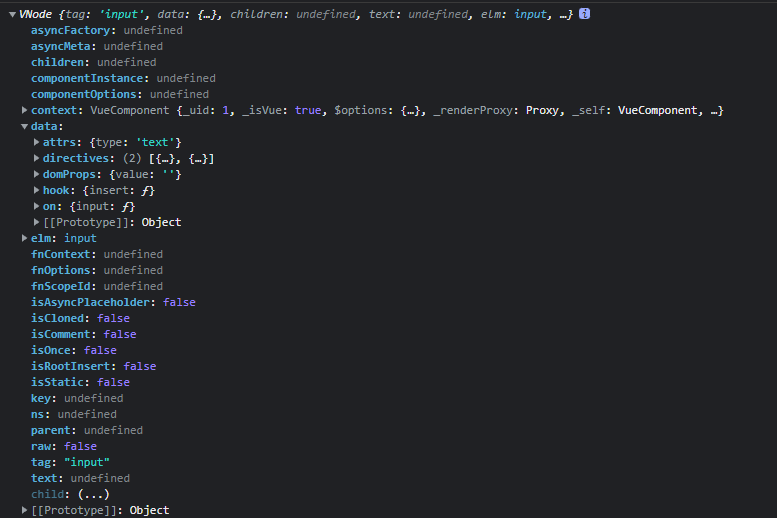 VNode {tag: 'input', data: {…}, children: undefined, text: undefined, elm: input, …} i
asyncFactory: undefined
asyncMeta: undefined
children: undefined
componentInstance: undefined
componentOptions: undefined
context: VueComponent {_uid: 1, _isVue: true, $options: {…}, _renderProxy: Proxy, _self: VueComponent, …}
data:
attrs: {type: 'text'}
directives: (2) [{…}, {…}]
domProps: {value: ''}
hook: {insert: ƒ}
on: {input: ƒ}
[[Prototype]]: Object
elm: input
fnContext: undefined
fnOptions: undefined
fnScopeId: undefined
isAsyncPlaceholder: false
isCloned: false
isComment: false
isOnce: false
isRootInsert: false
isStatic: false
key: undefined
ns: undefined
parent: undefined
raw: false
tag: "input"
text: undefined
child: (...)
[[Prototype]]: Object